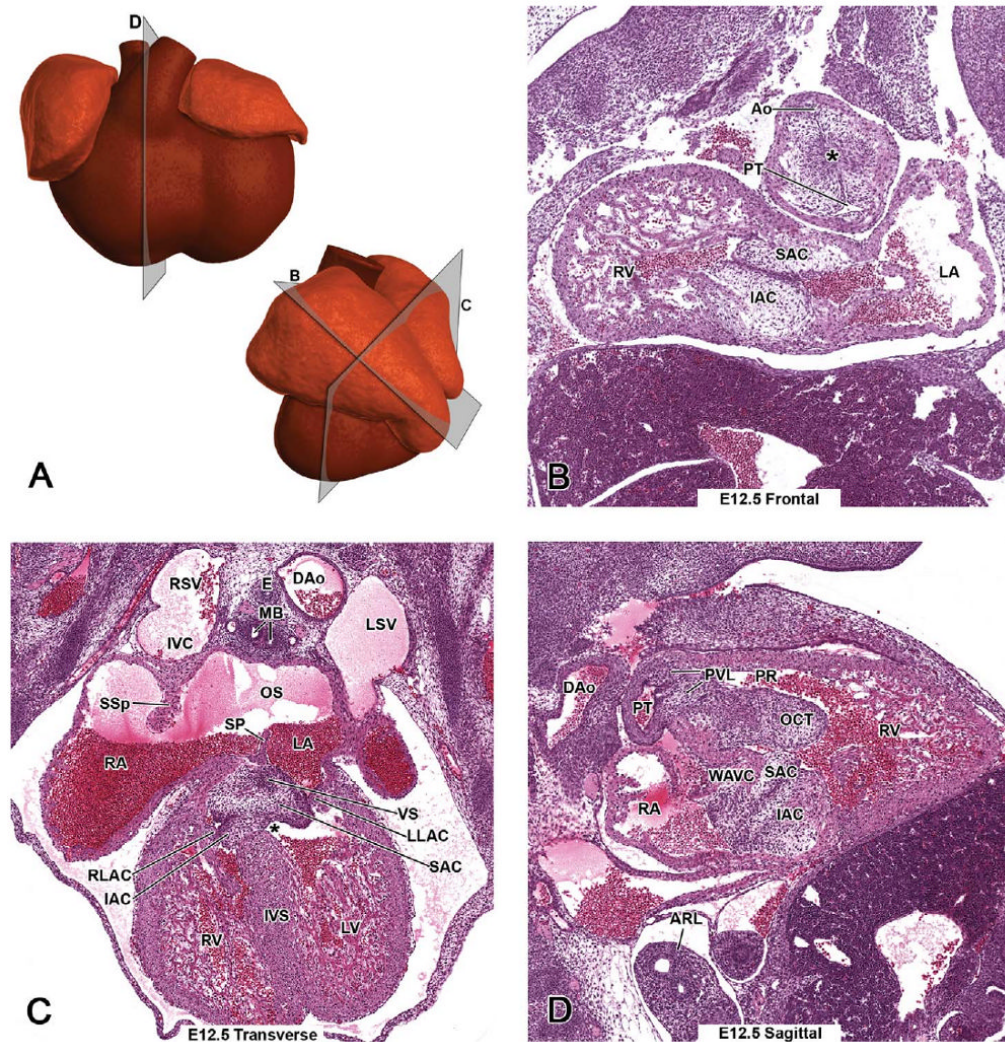 D
B
C
A
Ao
*
PT
SAC
RV
LA
IAC
B
E12.5 Frontal
RSV
E
DAo
MB
LSV
IVC
OS
SSp
SP
LA
RA
VS
LLAC
*
SAC
RLAC
IAC
IVS
RV
LV
C
E12.5 Transverse
PVL
PR
DAo
PT
OCT
RV
WAVC
SAC
RA
IAC
ARL
D
E12.5 Sagittal